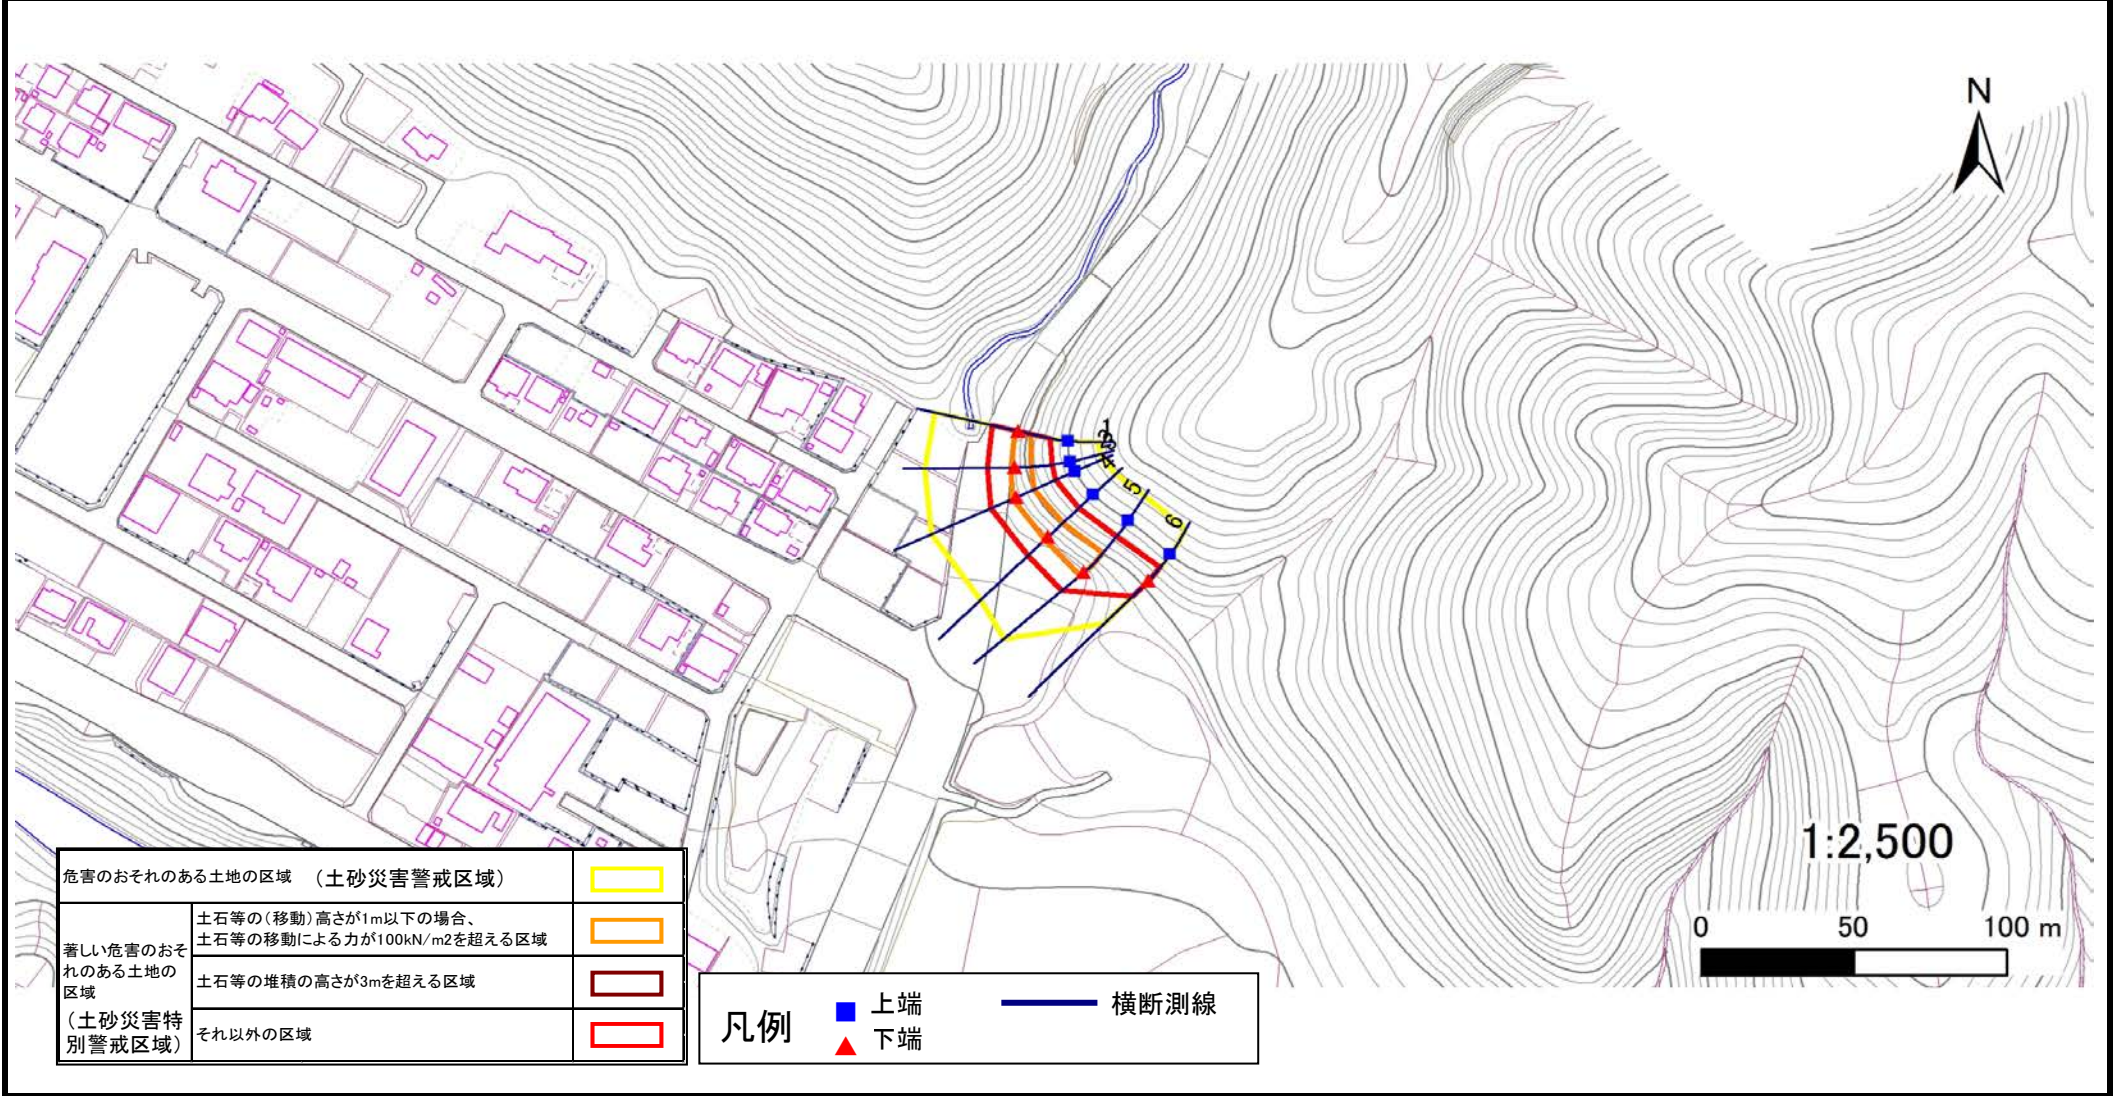 N
1
5
6
1:2,500
0 50 100 m
危害のおそれのある土地の区域 (土砂災害警戒区域)
著しい危害のおそ
れのある土地の
区域
(土砂災害特
別警戒区域)
土石等の(移動)高さが1m以下の場合、
土石等の移動による力が100kN/m2を超える区域
土石等の堆積の高さが3mを超える区域
それ以外の区域
凡例
上端
下端
横断測線